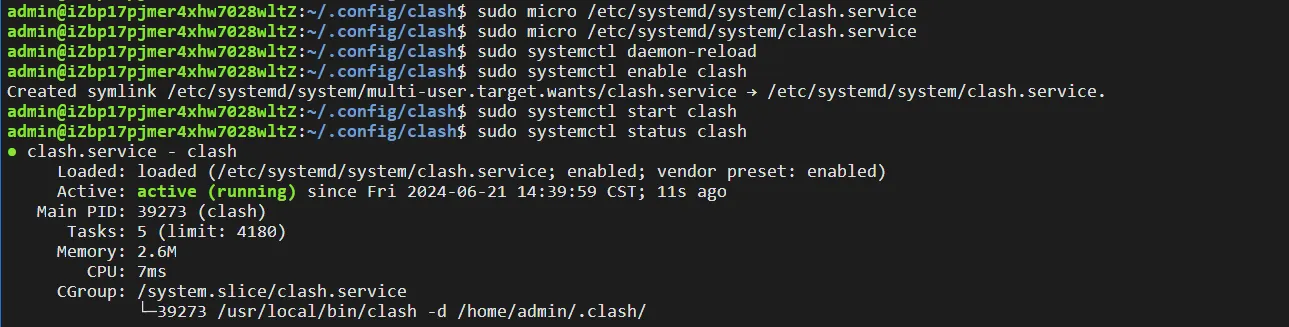 admin@iZbp17pjmer4xhw7028wltZ:~/.config/clash$ sudo micro /etc/systemd/system/clash.service
admin@iZbp17pjmer4xhw7028wltZ:~/.config/clash$ sudo micro /etc/systemd/system/clash.service
admin@iZbp17pjmer4xhw7028wltZ:~/.config/clash$ sudo systemctl daemon-reload
admin@iZbp17pjmer4xhw7028wltZ:~/.config/clash$ sudo systemctl enable clash
Created symlink /etc/systemd/system/multi-user.target.wants/clash.service → /etc/systemd/system/clash.service.
admin@iZbp17pjmer4xhw7028wltZ:~/.config/clash$ sudo systemctl start clash
admin@iZbp17pjmer4xhw7028wltZ:~/.config/clash$ sudo systemctl status clash
● clash.service - clash
     Loaded: loaded (/etc/systemd/system/clash.service; enabled; vendor preset: enabled)
     Active: active (running) since Fri 2024-06-21 14:39:59 CST; 11s ago
   Main PID: 39273 (clash)
      Tasks: 5 (limit: 4180)
     Memory: 2.6M
        CPU: 7ms
     CGroup: /system.slice/clash.service
             └─39273 /usr/local/bin/clash -d /home/admin/.clash/